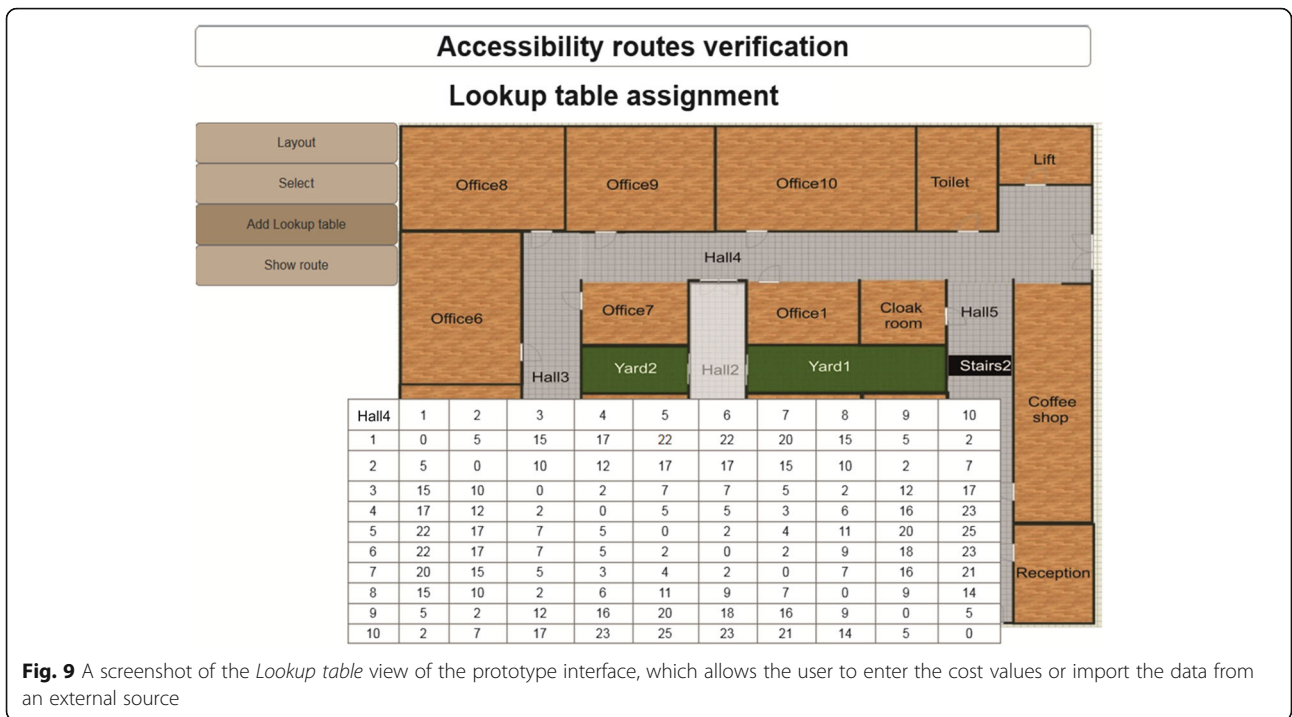 Accessibility routes verification
Lookup table assignment
Layout
Select
Add Lookup table
Show route
Office8
Office9
Office10
Toilet
Lift
Hall4
Office6
Office7
Office1
Cloak
room
Hall5
Hall3
Yard2
Hall2
Yard1
Stairs2
Coffee
shop
Reception
Hall4 1 2 3 4 5 6 7 8 9 10
1 0 5 15 17 22 22 20 15 5 2
2 5 0 10 12 17 17 15 10 2 7
3 15 10 0 2 7 7 5 2 12 17
4 17 12 2 0 5 5 3 6 16 23
5 22 17 7 5 0 2 4 11 20 25
6 22 17 7 5 2 0 2 9 18 23
7 20 15 5 3 4 2 0 7 16 21
8 15 10 2 6 11 9 7 0 9 14
9 5 2 12 16 20 18 16 9 0 5
10 2 7 17 23 25 23 21 14 5 0
Fig. 9 A screenshot of the Lookup table view of the prototype interface, which allows the user to enter the cost values or import the data from
an external source